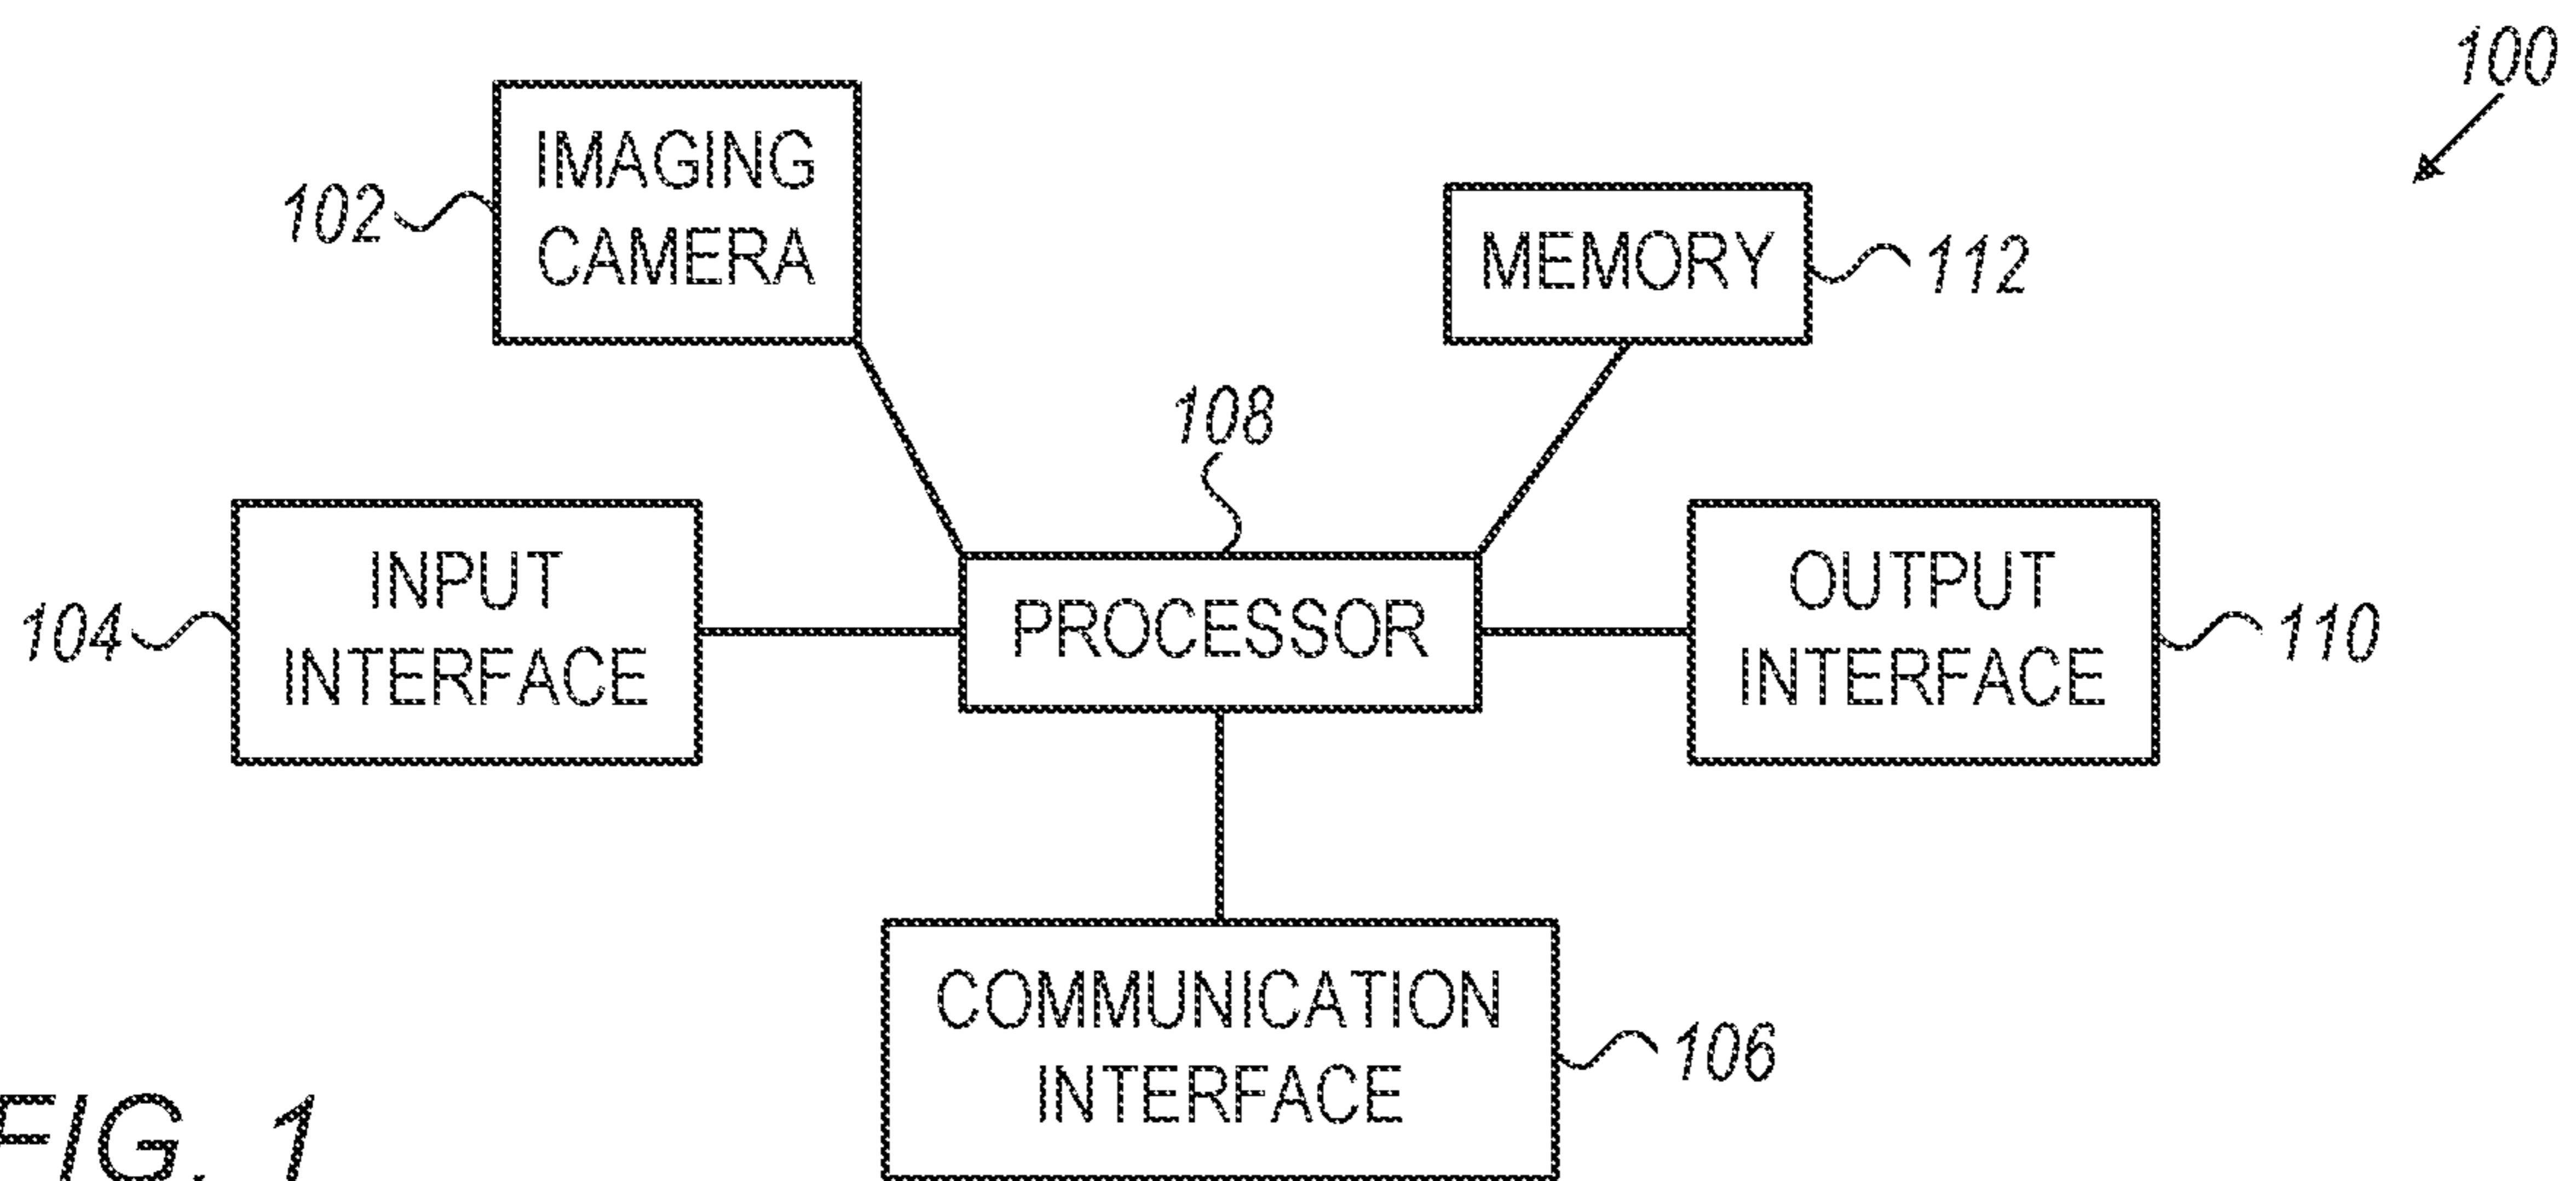 100
IMAGING
CAMERA
102
MEMORY
112
108
INPUT
INTERFACE
104
PROCESSOR
OUTPUT
INTERFACE
110
COMMUNICATION
INTERFACE
106
FIG. 1